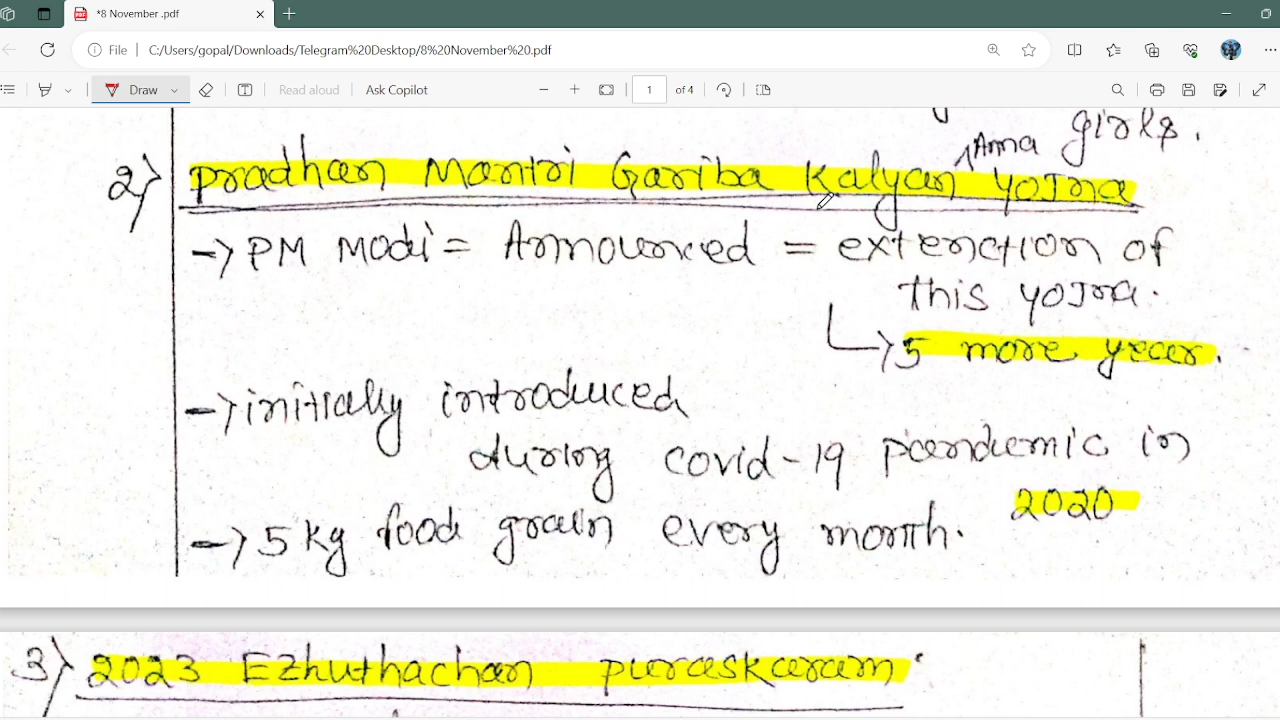 *8 November .pdf
File
C:/Users/gopal/Downloads/Telegram%20Desktop/8%20November%20.pdf
Draw
Read aloud
Ask Copilot
1 of 4
girls.
Anna
2) Pradhan Mantri Gariba Kalyan YoJna
→ PM Modi = Announced = extenction of
this YoJna.
→ 5 more year.
→ initially introduced
during covid-19 pandemic in
2020
→ 5 kg food grain every month.
3) 2023 Ezhuthachan puraskaram